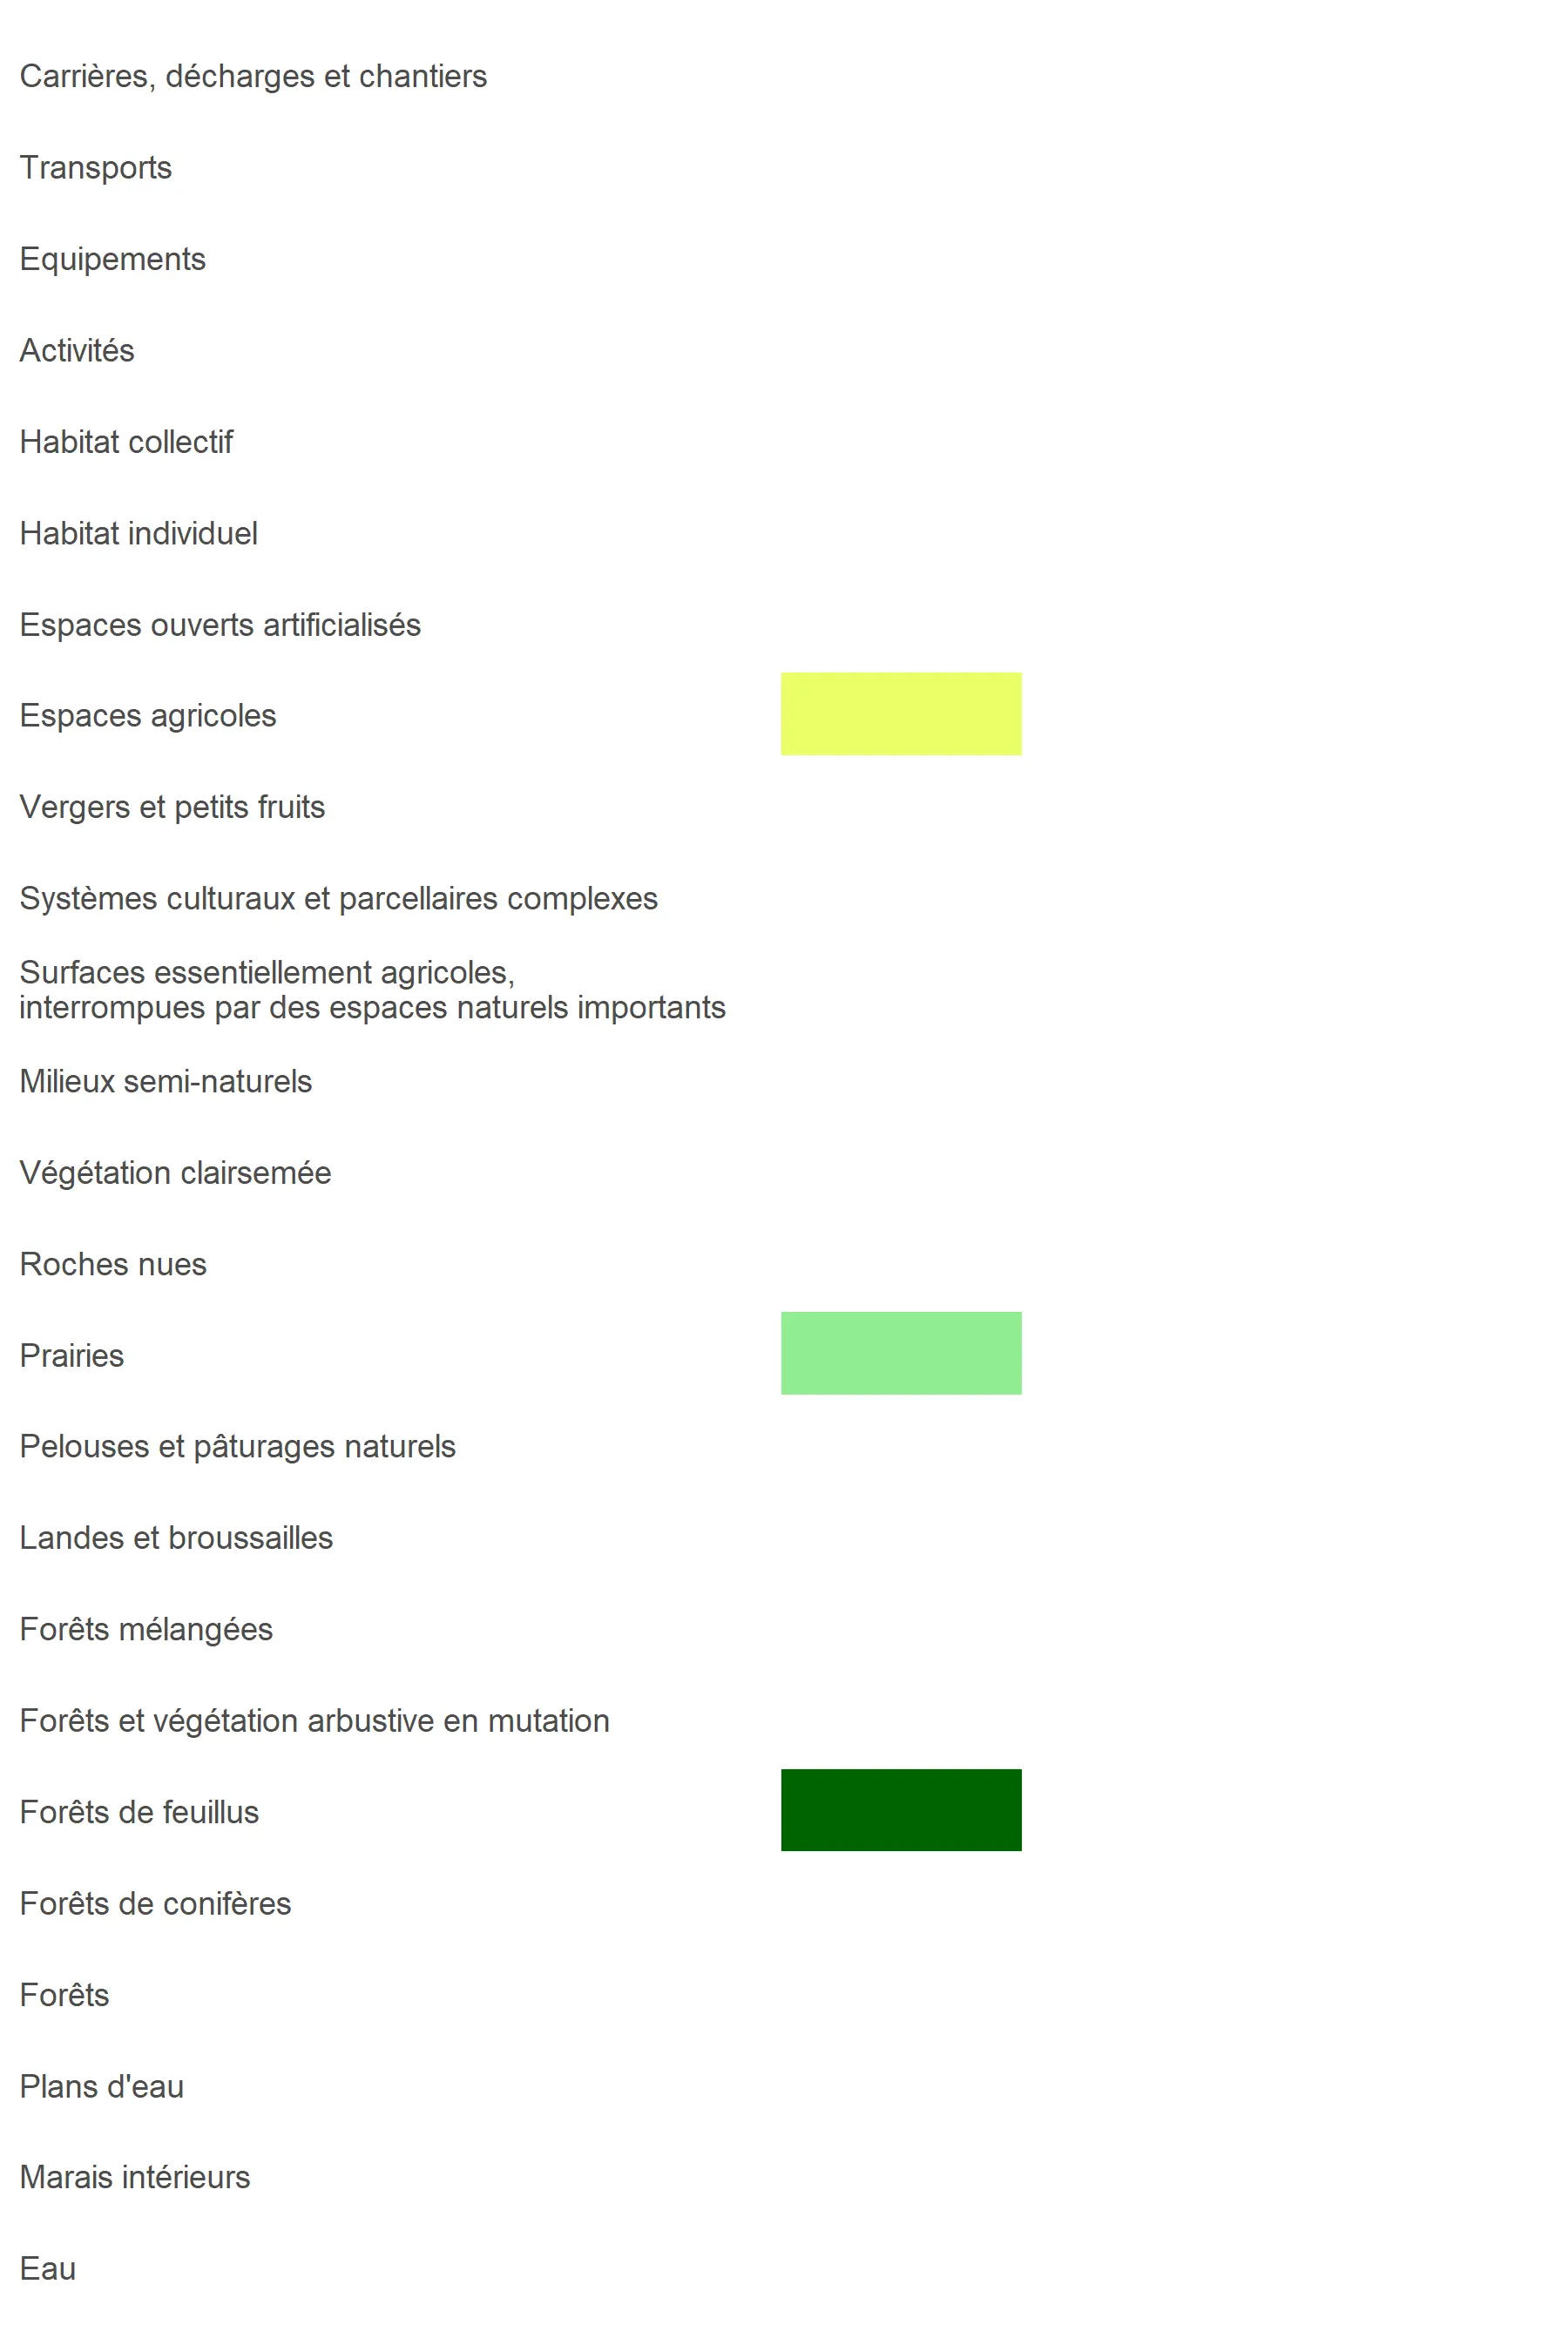 Carrières, décharges et chantiers
Transports
Equipements
Activités
Habitat collectif
Habitat individuel
Espaces ouverts artificialisés
Espaces agricoles
Vergers et petits fruits
Systèmes culturaux et parcellaires complexes
Surfaces essentiellement agricoles,
interrompues par des espaces naturels importants
Milieux semi-naturels
Végétation clairsemée
Roches nues
Prairies
Pelouses et pâturages naturels
Landes et broussailles
Forêts mélangées
Forêts et végétation arbustive en mutation
Forêts de feuillus
Forêts de conifères
Forêts
Plans d'eau
Marais intérieurs
Eau